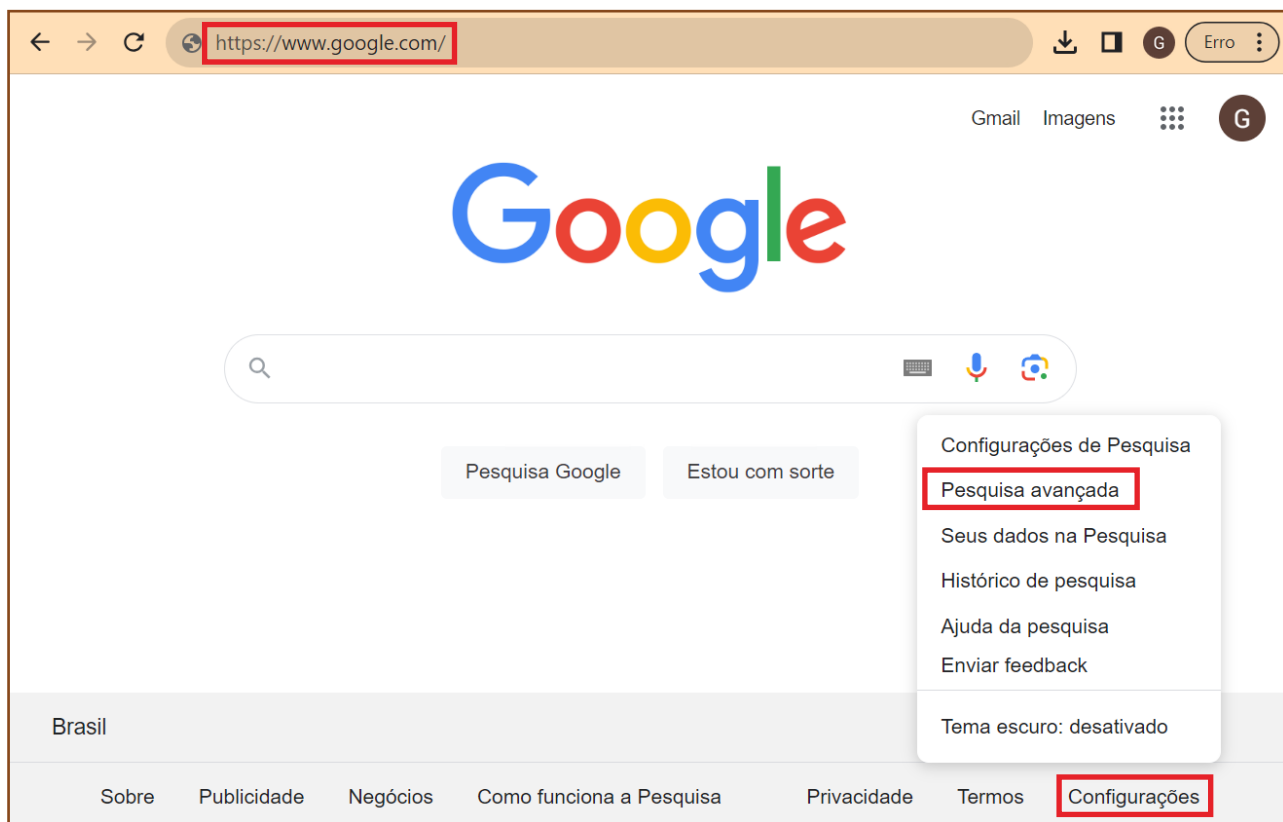 https://www.google.com/
G
Erro
Gmail Imagens
G
Google
Pesquisa Google Estou com sorte
Configurações de Pesquisa
Pesquisa avançada
Seus dados na Pesquisa
Histórico de pesquisa
Ajuda da pesquisa
Enviar feedback
Tema escuro: desativado
Brasil
Sobre Publicidade Negócios Como funciona a Pesquisa Privacidade Termos Configurações